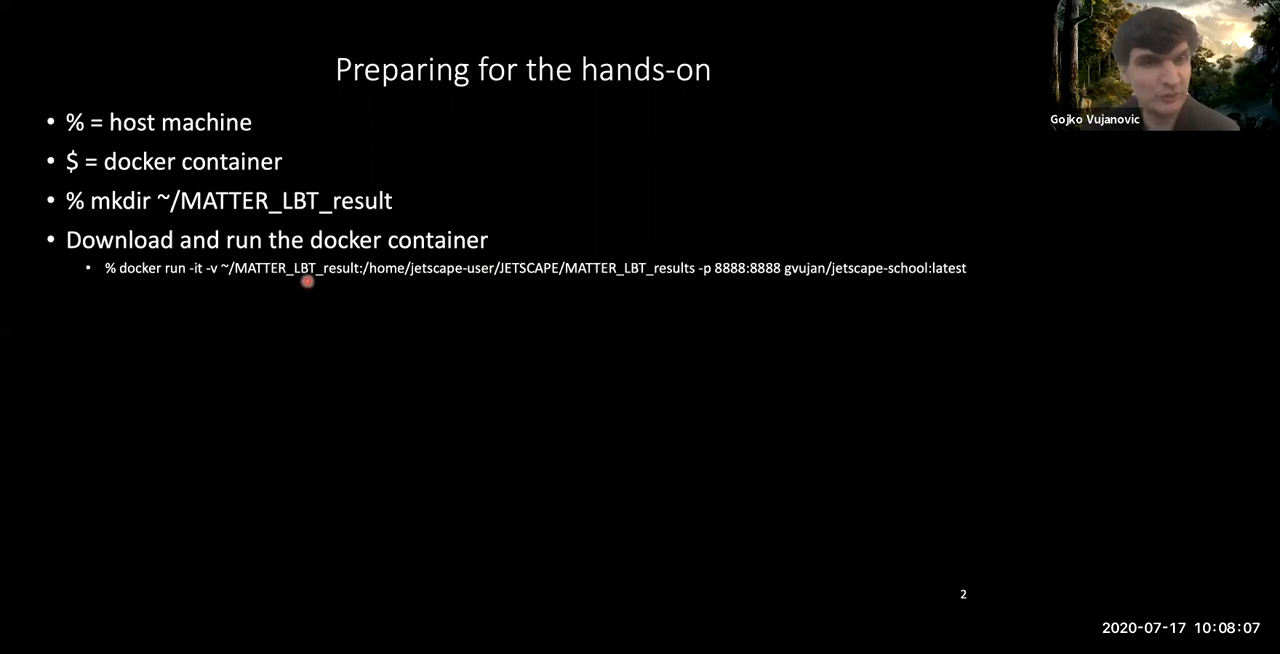 Preparing for the hands-on
Gojko Vujanovic
• % = host machine
• $ = docker container
• % mkdir ~/MATTER_LBT_result
• Download and run the docker container
• % docker run -it -v ~/MATTER_LBT_result:/home/jetscape-user/JETSCAPE/MATTER_LBT_results -p 8888:8888 gvujan/jetscape-school:latest
2
2020-07-17 10:08:07